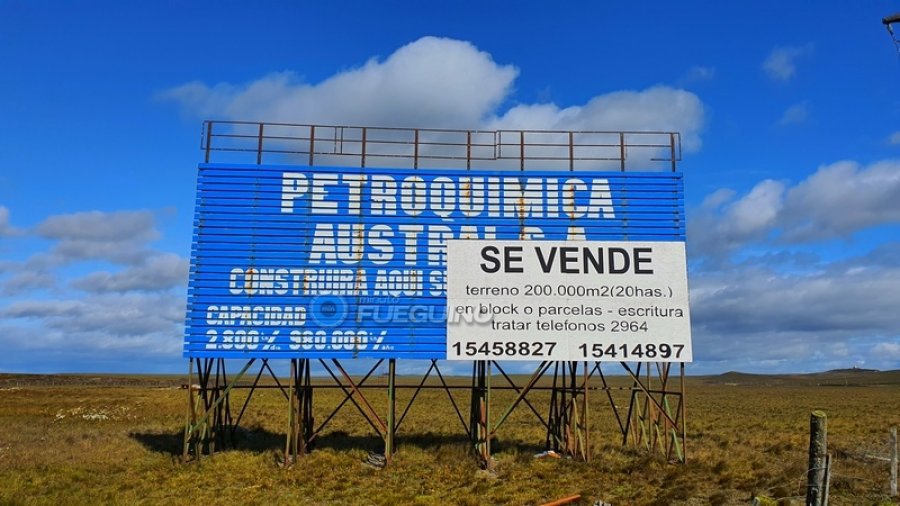 PETROQUIMICA
AUSTRAL S.A
CONSTRUIRA AQUI
CAPACIDAD
SE VENDE
terreno 200.000m2(20has.)
en block o parcelas - escritura
tratar telefonos 2964
15458827 15414897
minuto
FUEGUINO